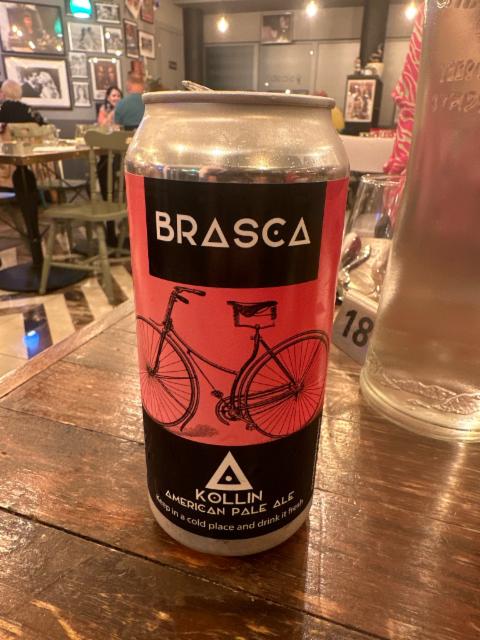 BRASCA
18
KOLLIN
AMERICAN PALE ALE
Keep in a cold place and drink it fresh